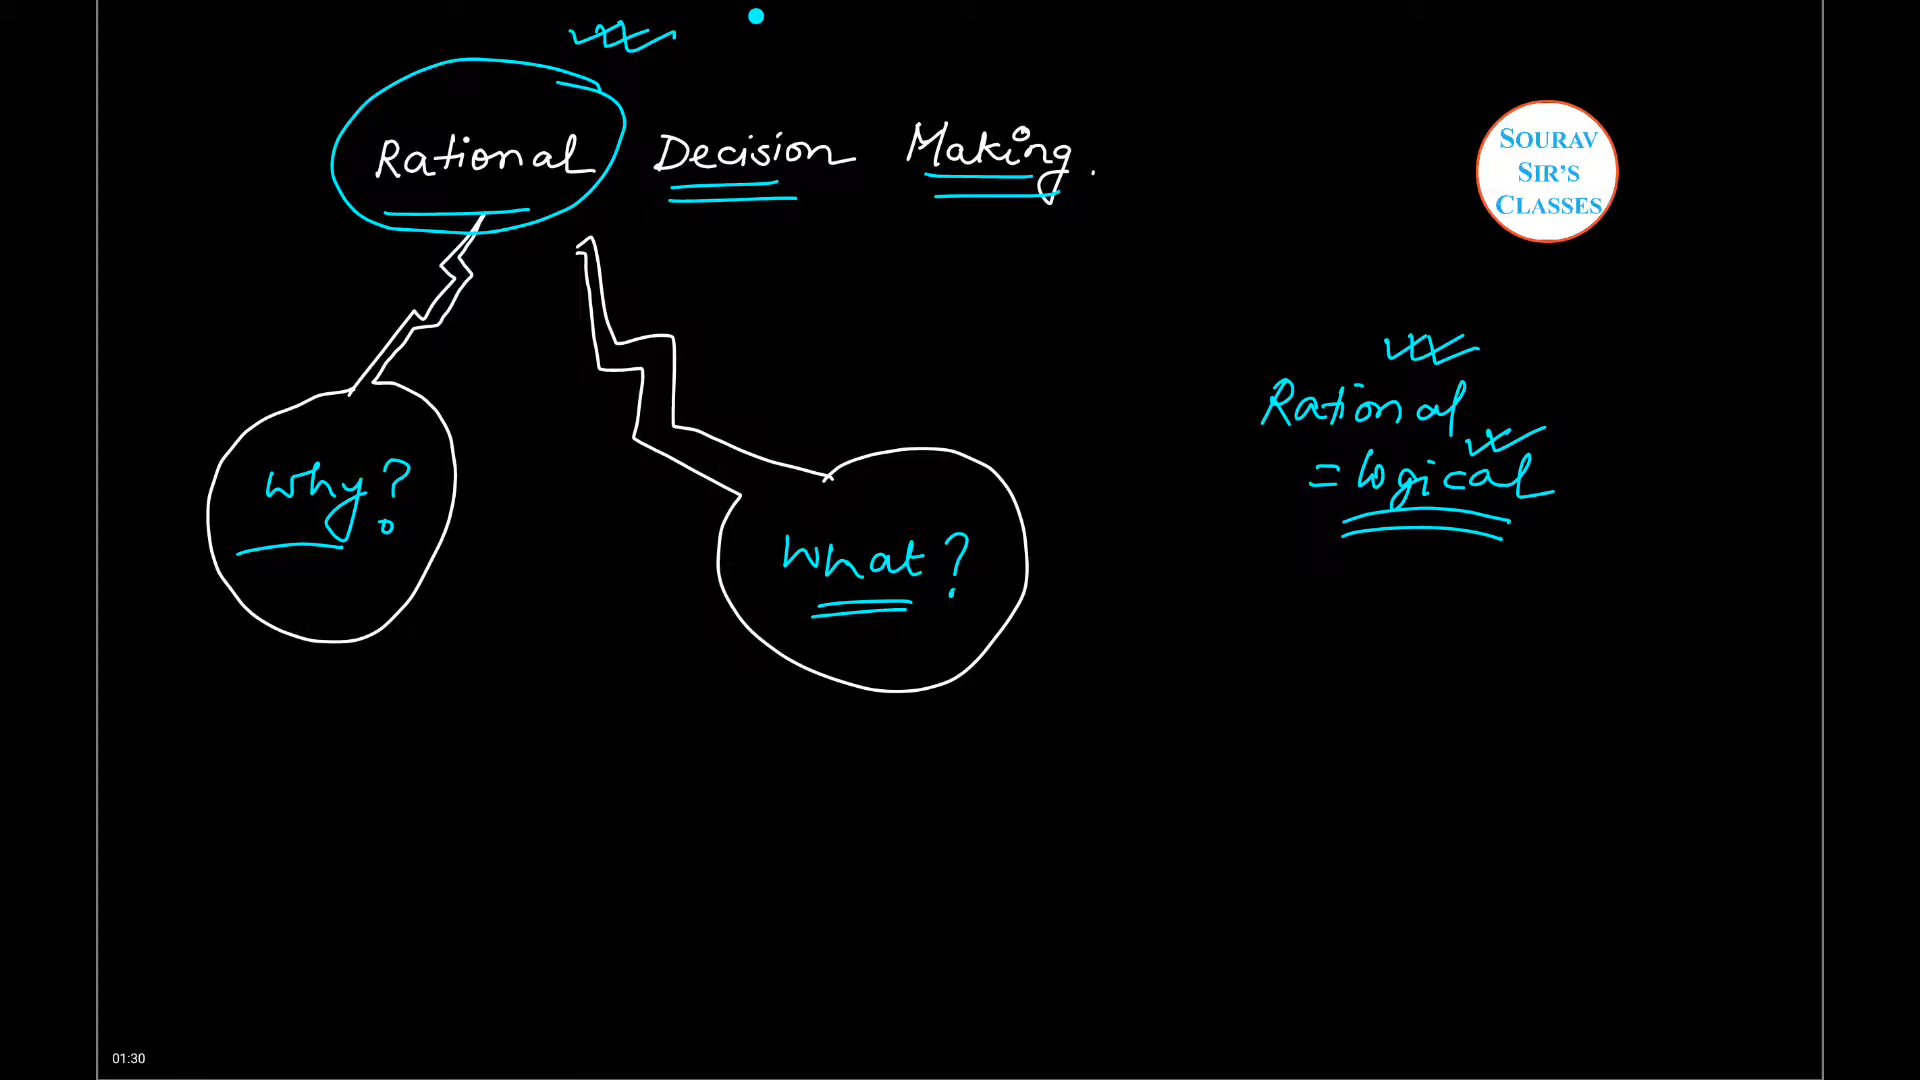 Rational Decision Making.
SOURAV
SIR'S
CLASSES
Rational
= logical
Why?
What?
01:30